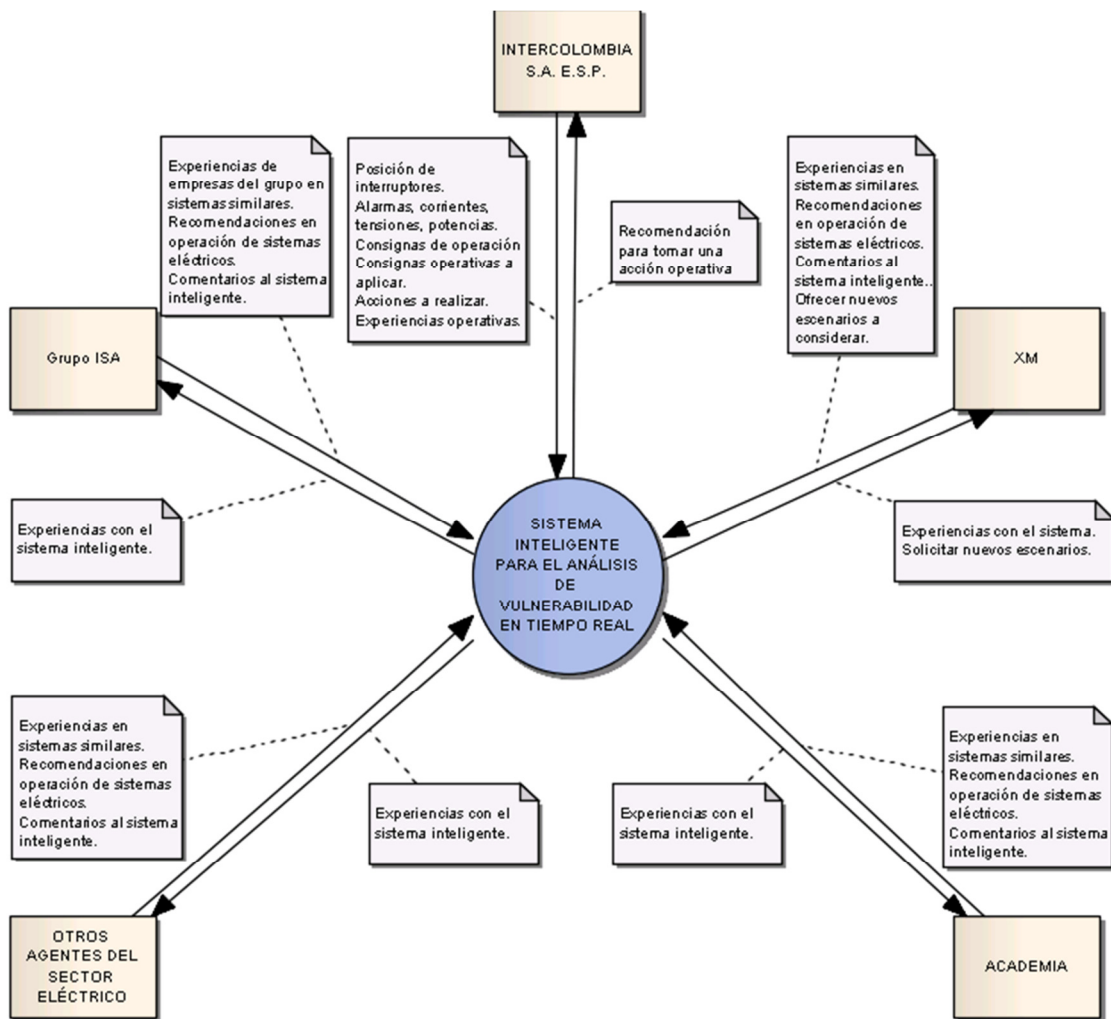 INTERCOLOMBIA
S.A. E.S.P.
Experiencias de
empresas del grupo en
sistemas similares.
Recomendaciones en
operación de sistemas
eléctricos.
Comentarios al sistema
inteligente.
Posición de
interruptores.
Alarmas, corrientes,
tensiones, potencias.
Consignas de operación
Consignas operativas a
aplicar.
Acciones a realizar.
Experiencias operativas.
Recomendación
para tomar una
acción operativa
Experiencias en
sistemas similares.
Recomendaciones
en operación de
sistemas eléctricos.
Comentarios al
sistema inteligente..
Ofrecer nuevos
escenarios a
considerar.
Grupo ISA
XM
Experiencias con el
sistema inteligente.
SISTEMA
INTELIGENTE
PARA EL ANÁLISIS
DE
VULNERABILIDAD
EN TIEMPO REAL
Experiencias con el sistema.
Solicitar nuevos escenarios.
Experiencias en
sistemas similares.
Recomendaciones en
operación de sistemas
eléctricos.
Comentarios al sistema
inteligente.
Experiencias con el
sistema inteligente.
Experiencias con el
sistema inteligente.
Experiencias en
sistemas similares.
Recomendaciones en
operación de sistemas
eléctricos.
Comentarios al sistema
inteligente.
OTROS
AGENTES DEL
SECTOR
ELÉCTRICO
ACADEMIA